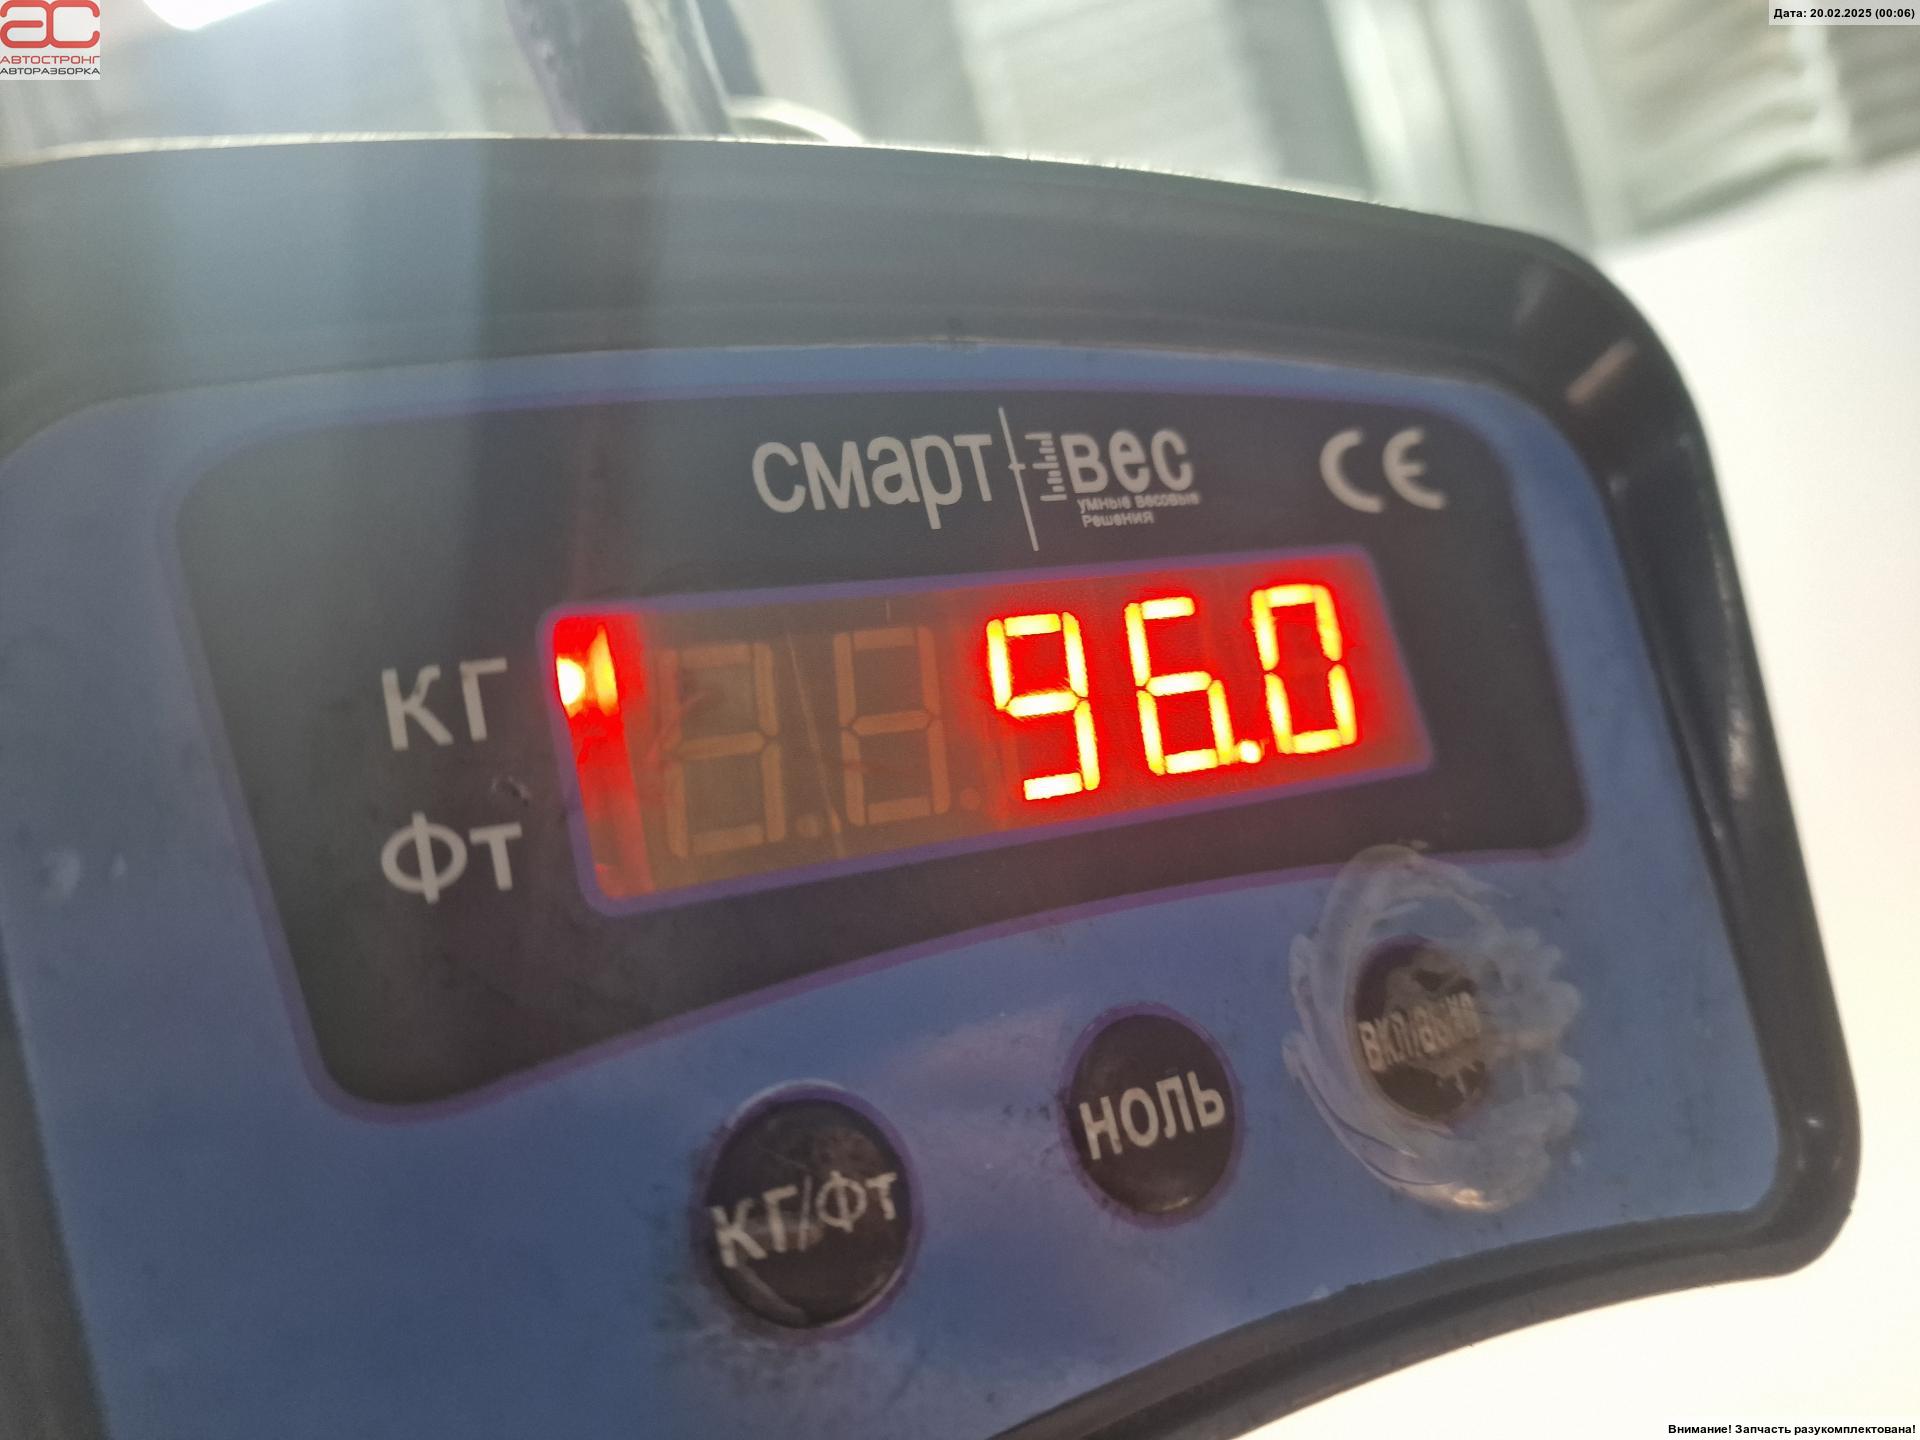 ас
АВТОСТРОНГ
АВТОРАЗБОРКА
Дата: 20.02.2025 (00:06)
смарт вес
умные весовые
решения
CE
96.0
кг
фт
вкл/выкл
ноль
кг/фт
Внимание! Запчасть разукомплектована!